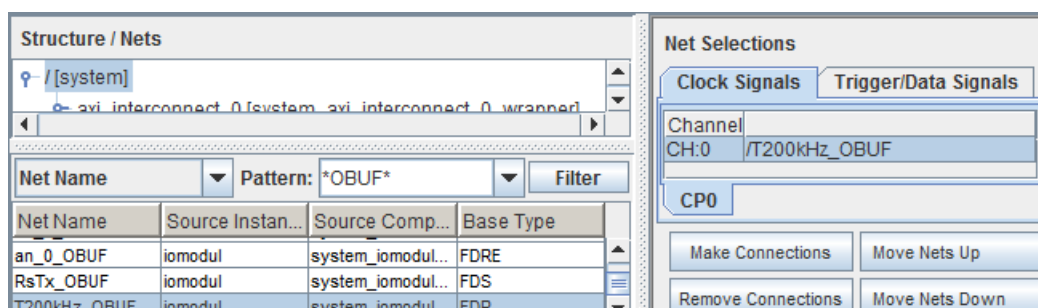 Structure / Nets
/ [system]
axi_interconnect_0 [system_axi_interconnect_0_wrapper]
Net Name
Pattern: *OBUF*
Filter
Net Name Source Instan... Source Comp... Base Type
an_0_OBUF iomodul system_iomodul... FDRE
RsTx_OBUF iomodul system_iomodul... FDS
T200kHz_OBUF iomodul system_iomodul... FDR
Net Selections
Clock Signals Trigger/Data Signals
Channel
CH:0 /T200kHz_OBUF
CP0
Make Connections Move Nets Up
Remove Connections Move Nets Down